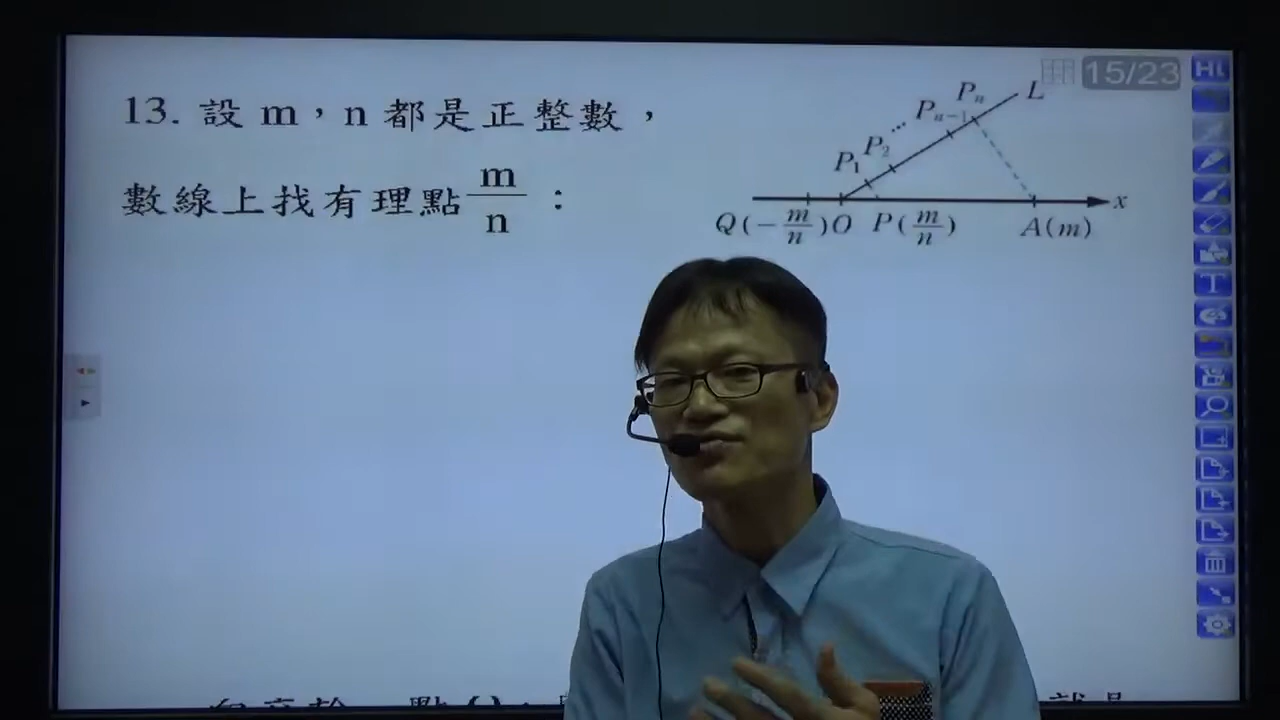 13. 設 m，n 都是正整數，
數線上找有理點 m/n：
15/23
HL
T
L
Pₙ
Pₙ₋₁
…
P₂
P₁
x
Q(-m/n) O P(m/n) A(m)